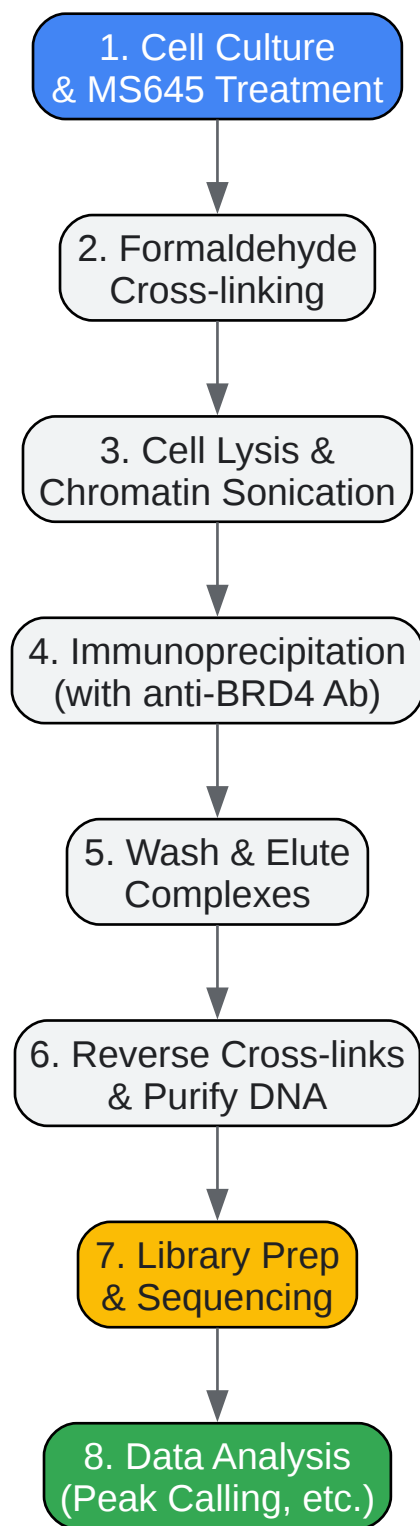 1. Cell Culture
& MS645 Treatment
2. Formaldehyde
Cross-linking
3. Cell Lysis &
Chromatin Sonication
4. Immunoprecipitation
(with anti-BRD4 Ab)
5. Wash & Elute
Complexes
6. Reverse Cross-links
& Purify DNA
7. Library Prep
& Sequencing
8. Data Analysis
(Peak Calling, etc.)